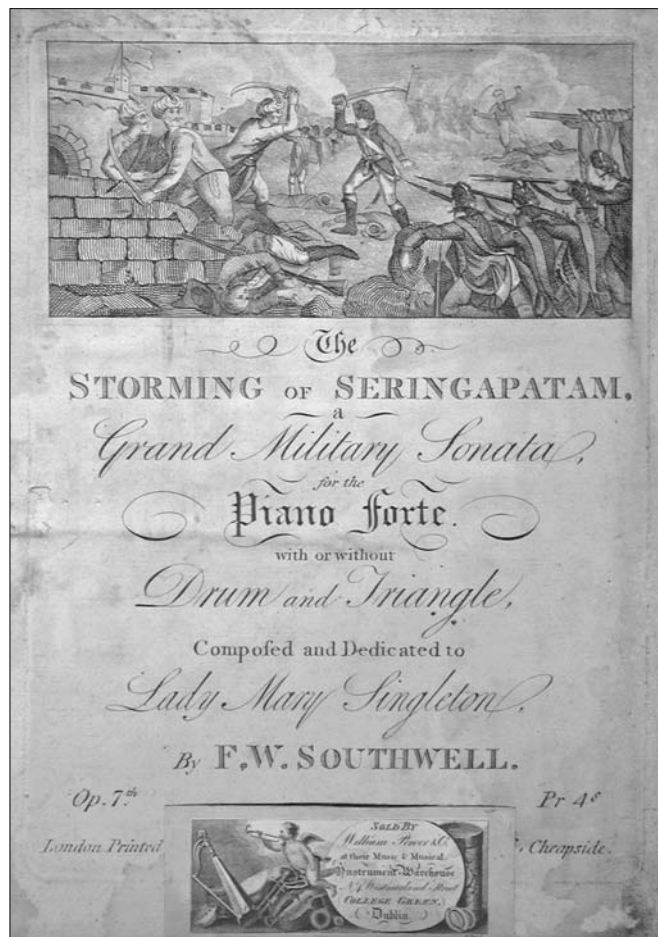 The
STORMING OF SERINGAPATAM,
a
Grand Military Sonata,
for the
Piano Forte.
with or without
Drum and Triangle,
Compoſed and Dedicated to
Lady Mary Singleton,
By F.W. SOUTHWELL.
Op. 7th Pr 4s
London Printed , Cheapside.
SOLD BY
William Power & Co.
at their Music & Musical
Instrument Warehouse
No. 4 Westmorland Street
COLLEGE GREEN,
Dublin.